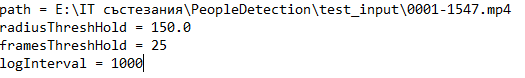 path = E:\IT състезания\PeopleDetection\test_input\0001-1547.mp4
radiusThreshHold = 150.0
framesThreshHold = 25
logInterval = 1000